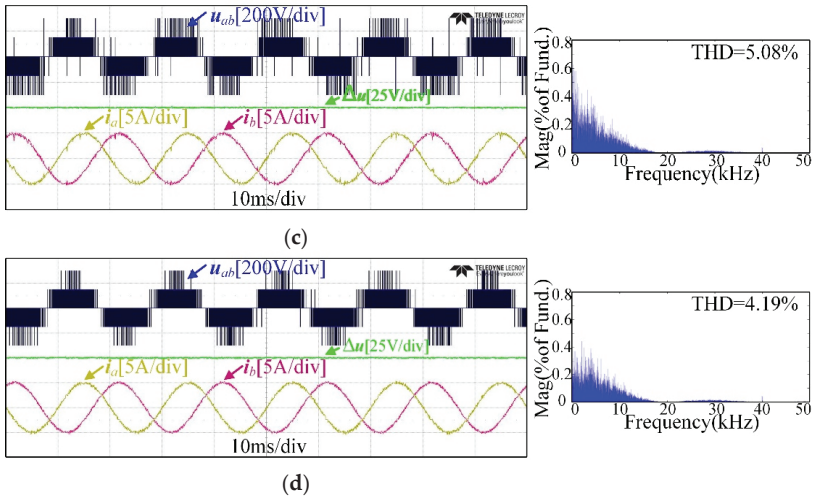 u_ab[200V/div]
TELEDYNE LECROY
Δu[25V/div]
i_a[5A/div]
i_b[5A/div]
10ms/div
THD=5.08%
Mag(%of Fund.)
0.8
0.6
0.4
0.2
0
0 10 20 30 40 50
Frequency(kHz)
(c)
u_ab[200V/div]
TELEDYNE LECROY
Δu[25V/div]
i_a[5A/div]
i_b[5A/div]
10ms/div
THD=4.19%
Mag(%of Fund.)
0.8
0.6
0.4
0.2
0
0 10 20 30 40 50
Frequency(kHz)
(d)